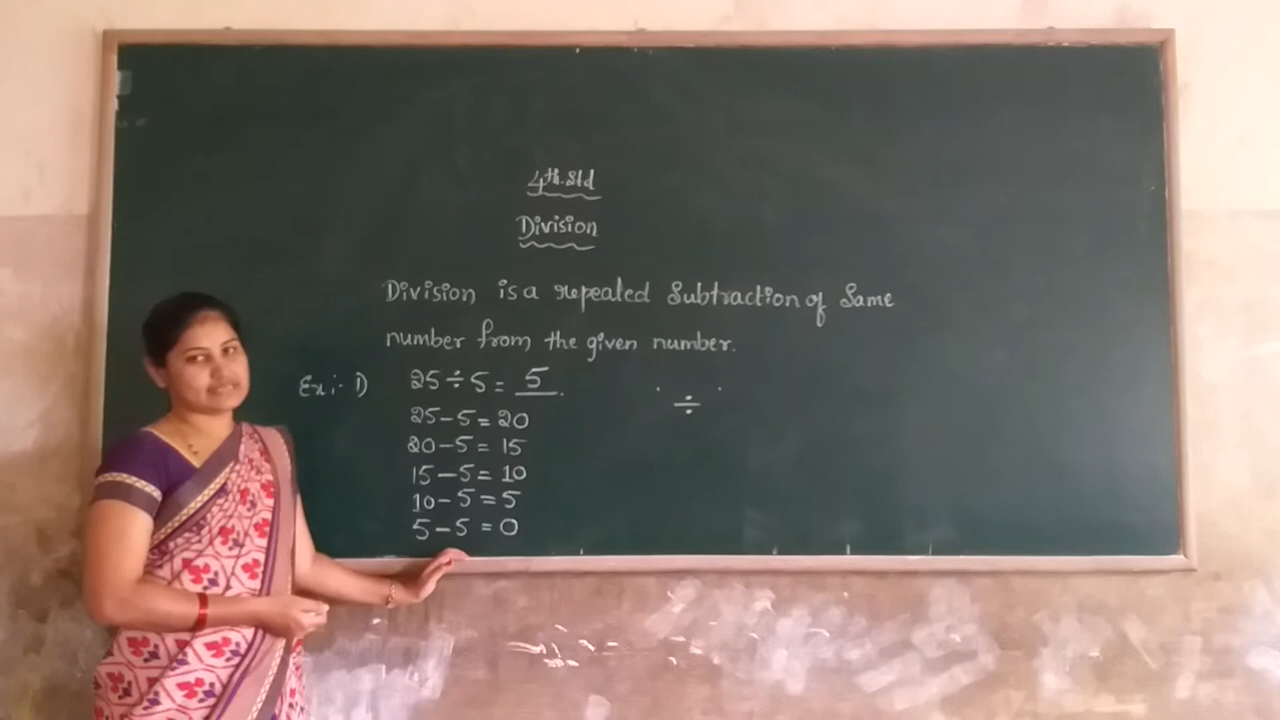 4th.Std
Division
Division is a repeated Subtraction of Same
number from the given number.
Ex:- 1) 25÷5 = 5.
÷
25-5=20
20-5=15
15-5=10
10-5=5
5-5=0